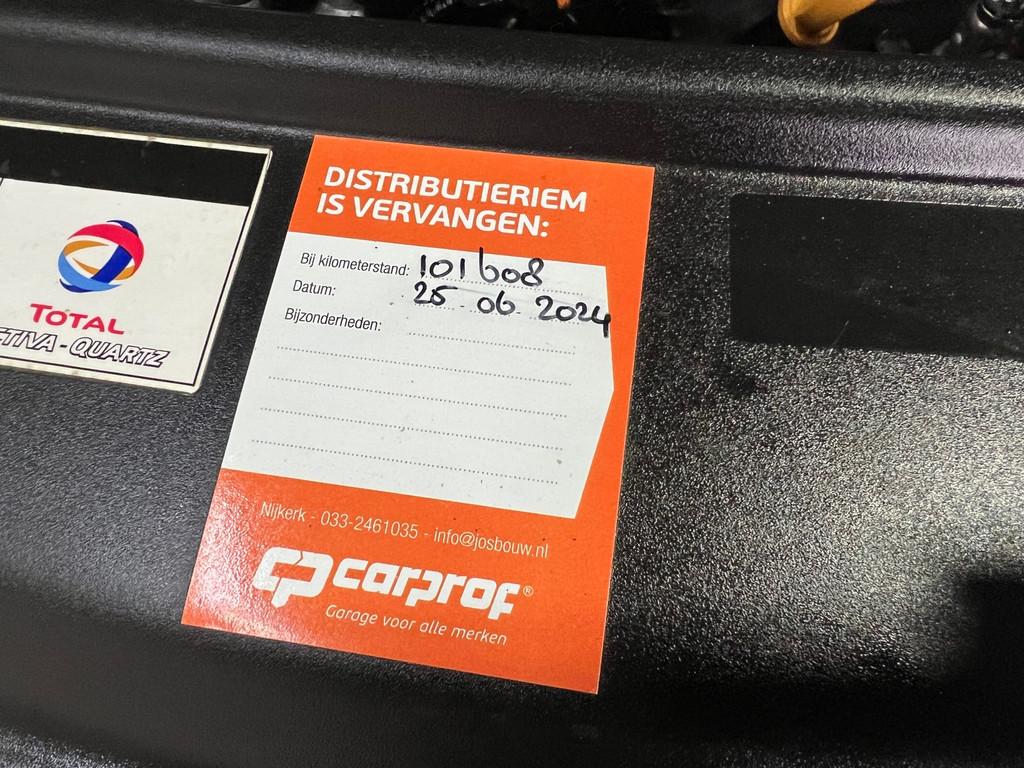 DISTRIBUTIERIEM
IS VERVANGEN:
Bij kilometerstand: 101608
Datum: 25 06 2024
Bijzonderheden:
Nijkerk - 033-2461035 - info@josbouw.nl
CP carprof®
Garage voor alle merken
TOTAL
CTIVA-QUARTZ